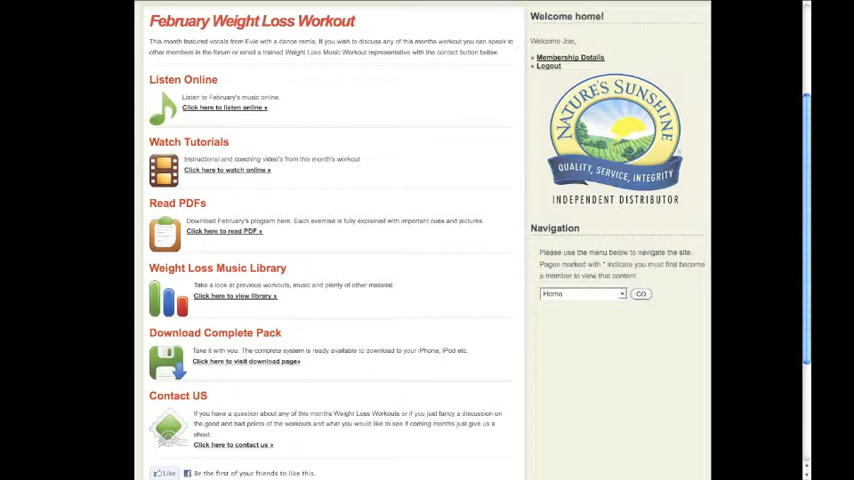 February Weight Loss Workout
This month featured vocals from Evie with a dance remix. If you wish to discuss any of this months workout you can speak to
other members in the forum or email a trained Weight Loss Music Workout representative with the contact button below.
Listen Online
Listen to February's music online.
Click here to listen online »
Watch Tutorials
Instructional and coaching video's from this month's workout
Click here to watch online »
Read PDFs
Download February's program here. Each exercise is fully explained with important cues and pictures.
Click here to read PDF »
Weight Loss Music Library
Take a look at previous workouts, music and plenty of other material
Click here to view library »
Download Complete Pack
Take it with you. The complete system is ready available to download to your iPhone, iPod etc.
Click here to visit download page»
Contact US
If you have a question about any of this months Weight Loss Workouts or if you just fancy a discussion on
the good and bad points of the workouts and what you would like to see if coming months just give us a
shout.
Click here to contact us »
Like
Be the first of your friends to like this.
Welcome home!
Welcome Joe,
» Membership Details
» Logout
NATURE'S SUNSHINE
®
QUALITY, SERVICE, INTEGRITY
INDEPENDENT DISTRIBUTOR
Navigation
Please use the menu below to navigate the site.
Pages marked with * indicate you must first become
a member to view that content.
Home
GO